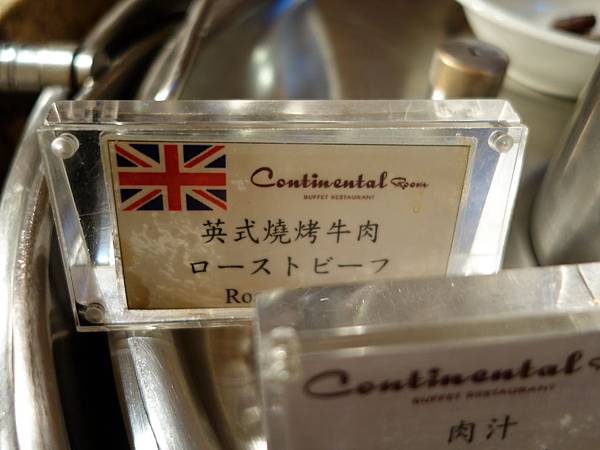 Continental Room
BUFFET RESTAURANT
英式燒烤牛肉
ローストビーフ
Continental
BUFFET RESTAURANT
肉汁